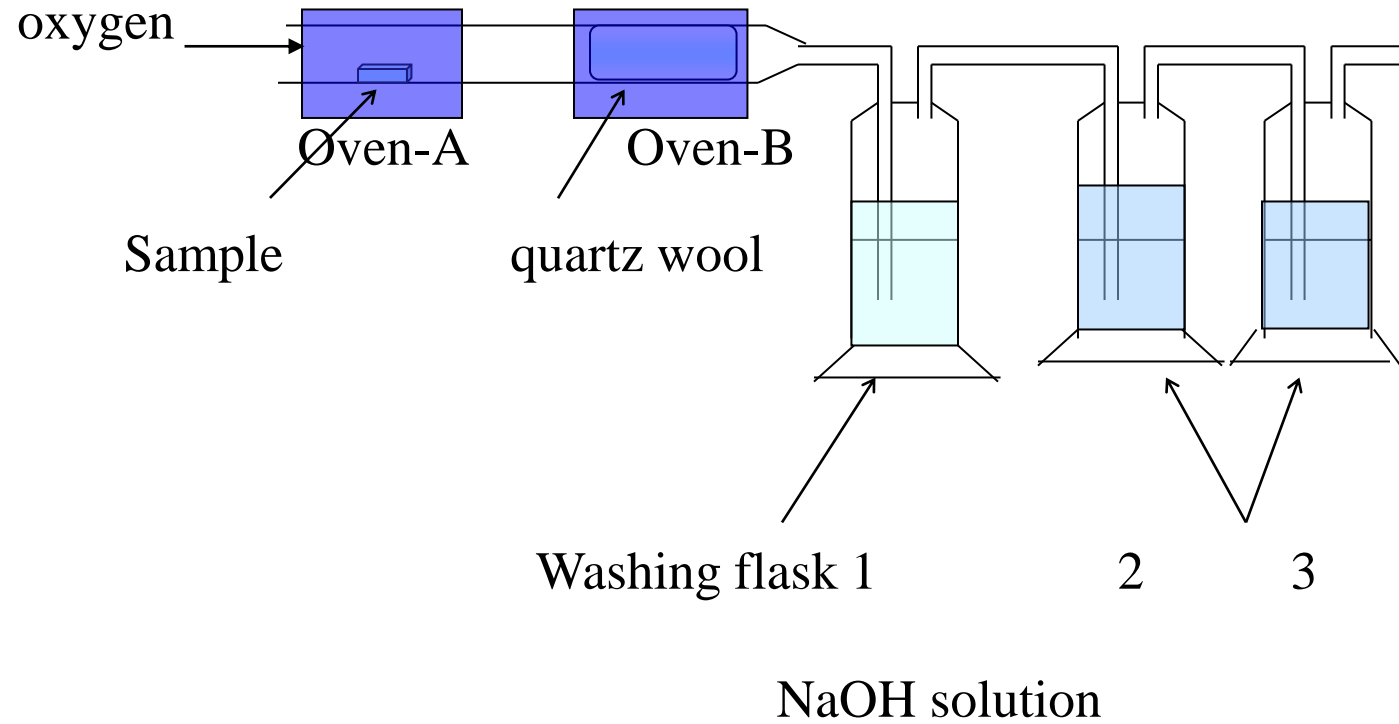 oxygen
Oven-A
Oven-B
Sample
quartz wool
Washing flask 1
2
3
NaOH solution